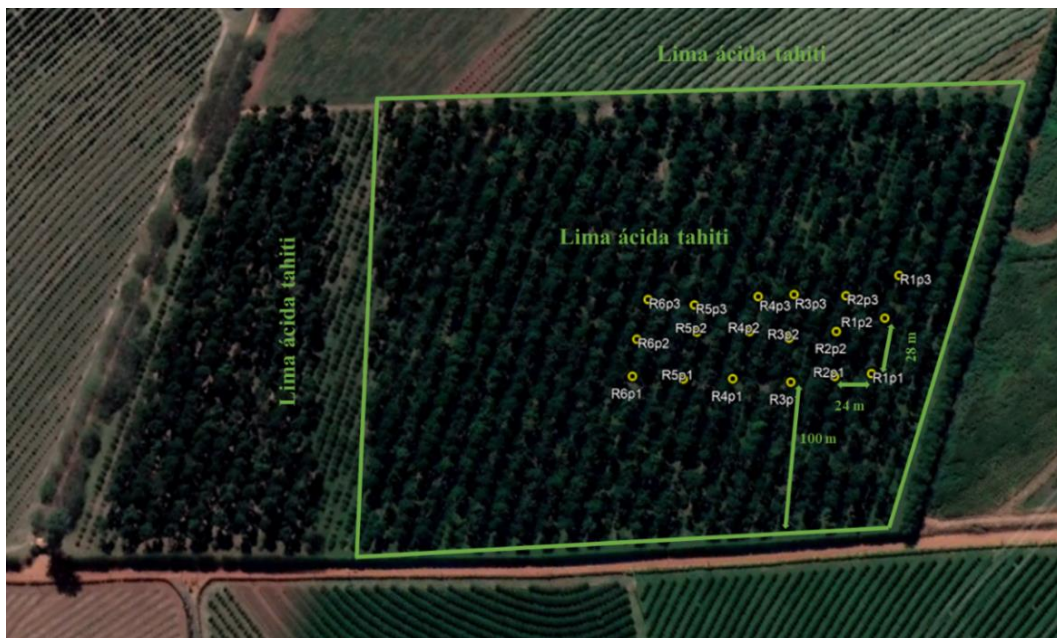 Lima ácida tahiti
Lima ácida tahiti
Lima ácida tahiti
R1p3
R6p3
R5p3
R4p3
R3p3
R2p3
R6p2
R5p2
R4p2
R3p2
R2p2
R1p2
28 m
R6p1
R5p1
R4p1
R3p
R2p1
R1p1
24 m
100 m